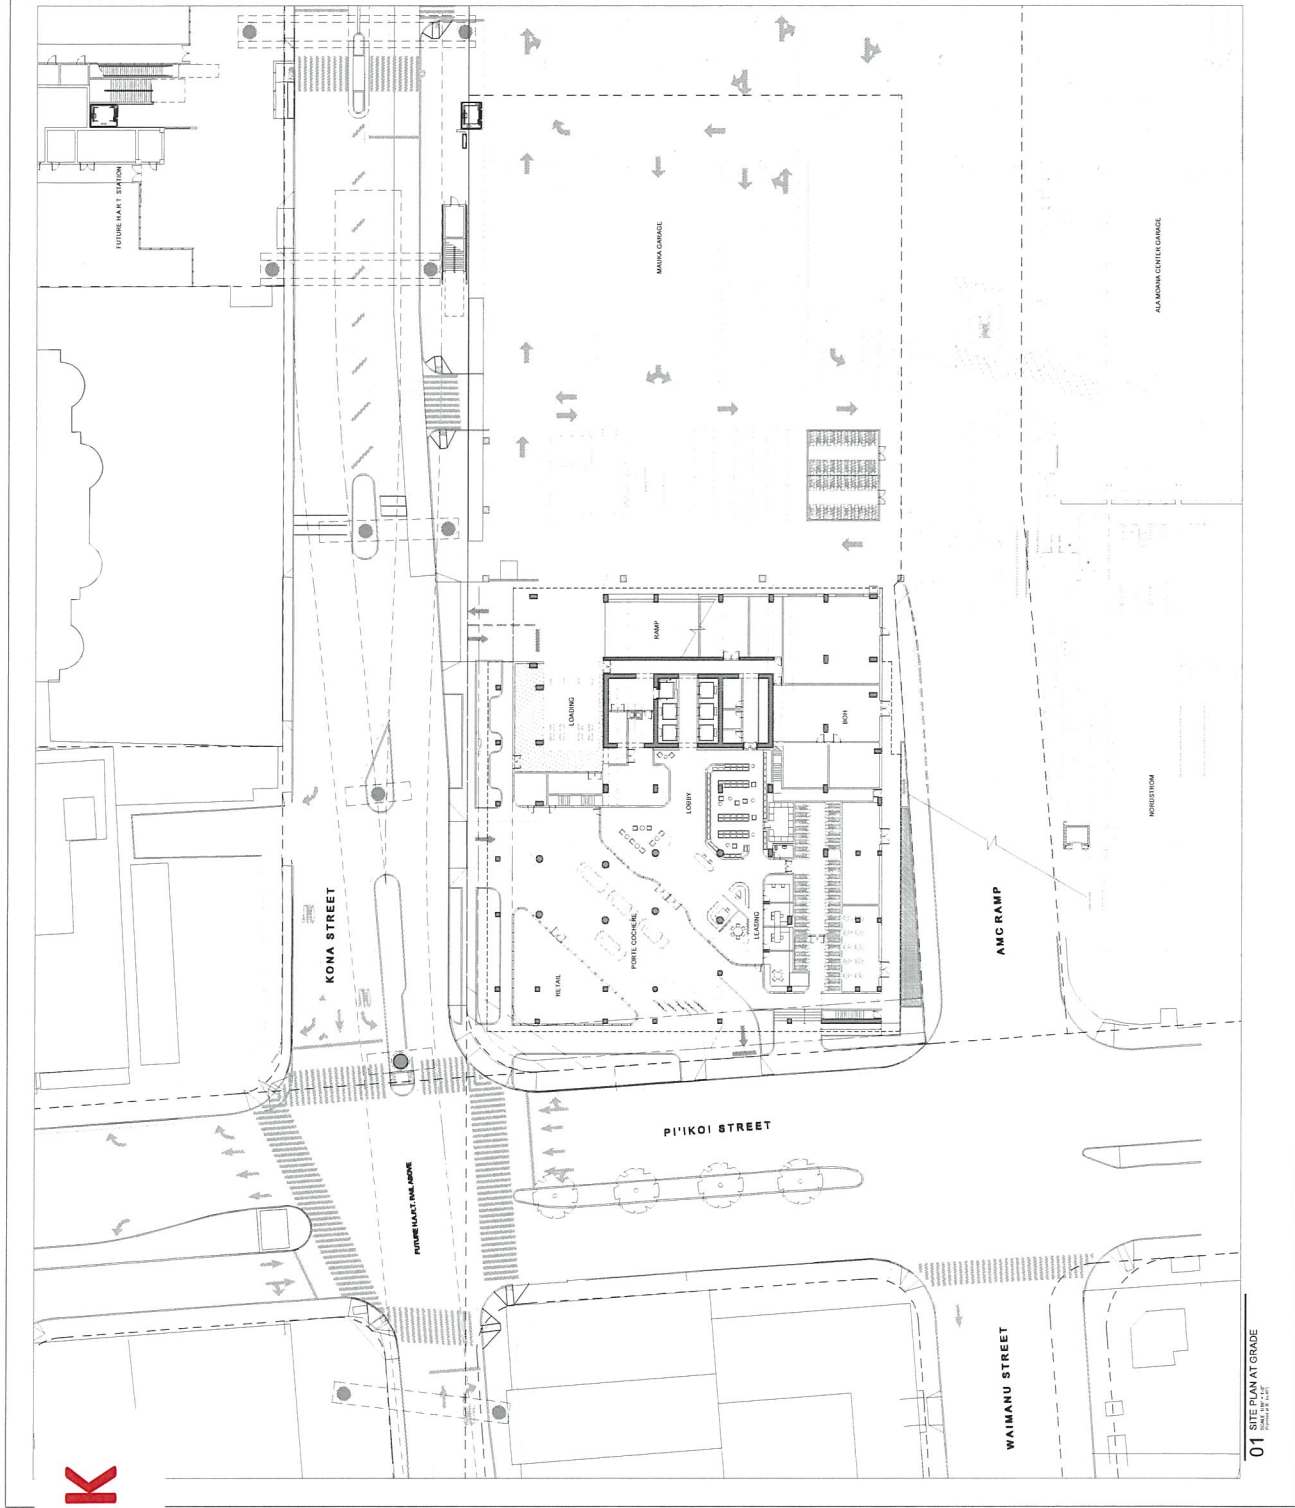 FUTURE H.A.R.T. STATION
MAUKA GARAGE
ALA MOANA CENTER GARAGE
RAMP
LOADING
BOH
LOBBY
NORDSTROM
KONA STREET
PORTE COCHERE
LEASING
RETAIL
AMC RAMP
PI'IKOI STREET
FUTURE H.A.R.T. RAIL ABOVE
WAIMANU STREET
01 SITE PLAN AT GRADE
K